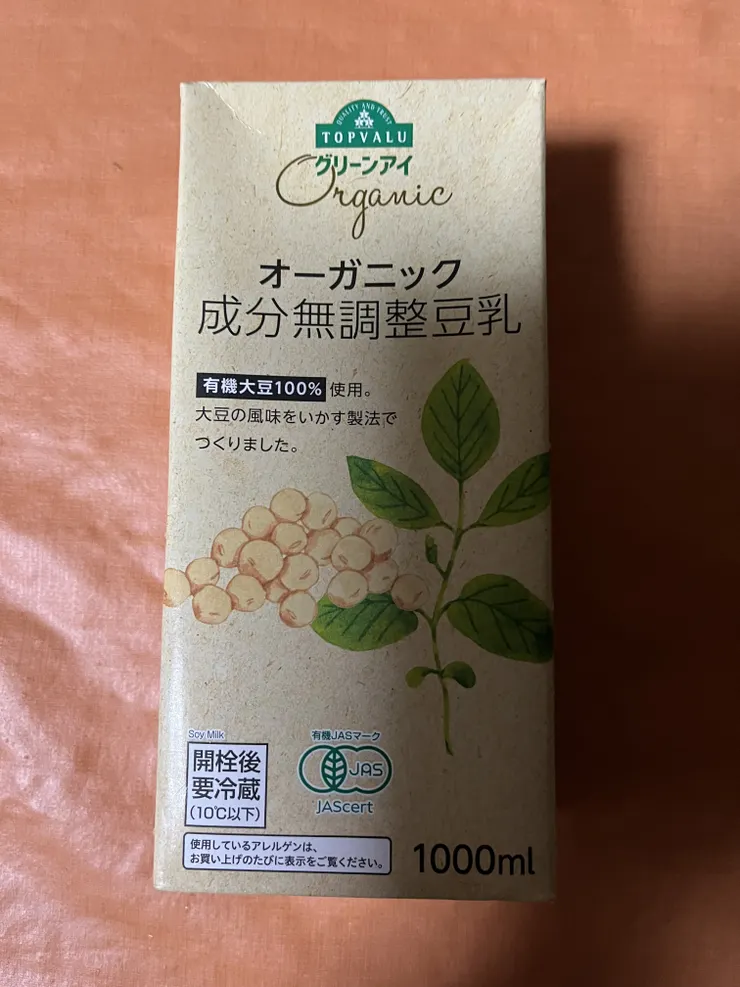 QUALITY AND TRUST
TOPVALU
グリーンアイ
Organic
オーガニック
成分無調整豆乳
有機大豆100%使用。
大豆の風味をいかす製法で
つくりました。
Soy Milk
開栓後
要冷蔵
(10℃以下)
有機JASマーク
JAS
JAScert
使用しているアレルゲンは、
お買い上げのたびに表示をご覧ください。
1000ml